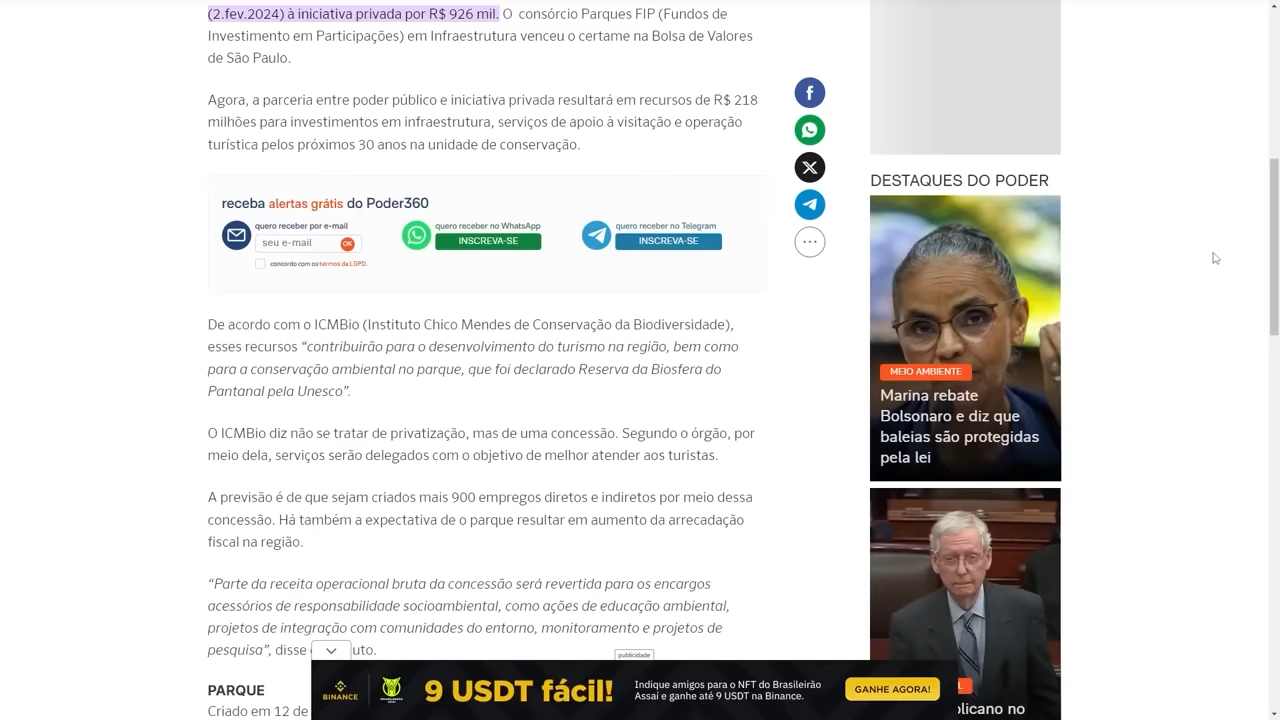 (2.fev.2024) à iniciativa privada por R$ 926 mil. O consórcio Parques FIP (Fundos de
Investimento em Participações) em Infraestrutura venceu o certame na Bolsa de Valores
de São Paulo.
Agora, a parceria entre poder público e iniciativa privada resultará em recursos de R$ 218
milhões para investimentos em infraestrutura, serviços de apoio à visitação e operação
turística pelos próximos 30 anos na unidade de conservação.
receba alertas grátis do Poder360
quero receber por e-mail
seu e-mail
OK
concordo com os termos da LGPD.
quero receber no WhatsApp
INSCREVA-SE
quero receber no Telegram
INSCREVA-SE
De acordo com o ICMBio (Instituto Chico Mendes de Conservação da Biodiversidade),
esses recursos “contribuirão para o desenvolvimento do turismo na região, bem como
para a conservação ambiental no parque, que foi declarado Reserva da Biosfera do
Pantanal pela Unesco”.
O ICMBio diz não se tratar de privatização, mas de uma concessão. Segundo o órgão, por
meio dela, serviços serão delegados com o objetivo de melhor atender aos turistas.
A previsão é de que sejam criados mais 900 empregos diretos e indiretos por meio dessa
concessão. Há também a expectativa de o parque resultar em aumento da arrecadação
fiscal na região.
“Parte da receita operacional bruta da concessão será revertida para os encargos
acessórios de responsabilidade socioambiental, como ações de educação ambiental,
projetos de integração com comunidades do entorno, monitoramento e projetos de
pesquisa”, disse uto.
PARQUE
Criado em 12 de
DESTAQUES DO PODER
MEIO AMBIENTE
Marina rebate
Bolsonaro e diz que
baleias são protegidas
pela lei
L
blicano no
publicidade
BINANCE
9 USDT fácil!
Indique amigos para o NFT do Brasileirão
Assaí e ganhe até 9 USDT na Binance.
GANHE AGORA!